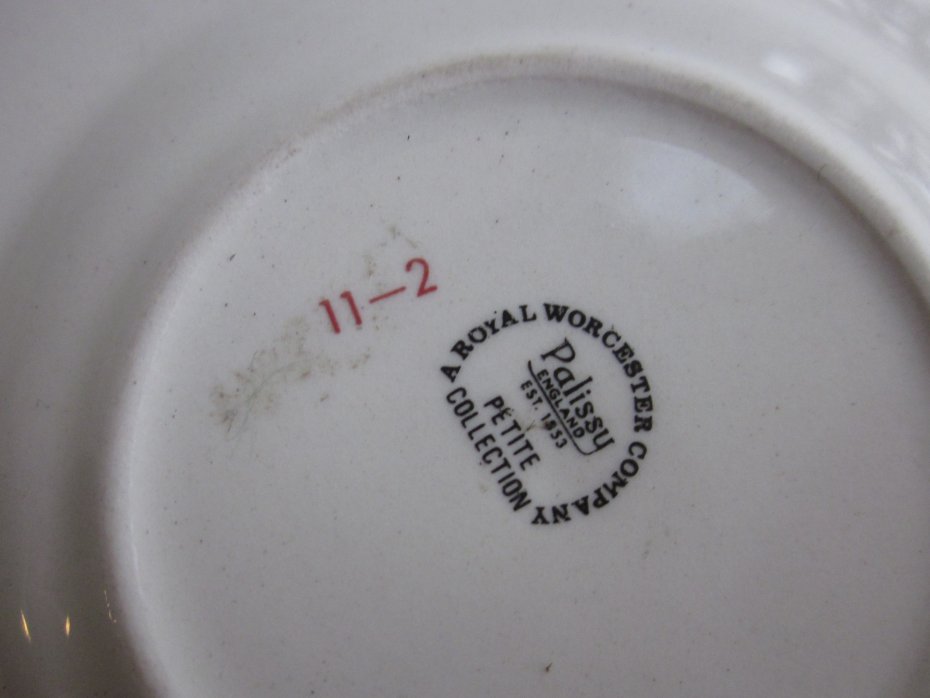 11—2
A ROYAL WORCESTER COMPANY
Palissy
ENGLAND
EST. 1853
PETITE
COLLECTION